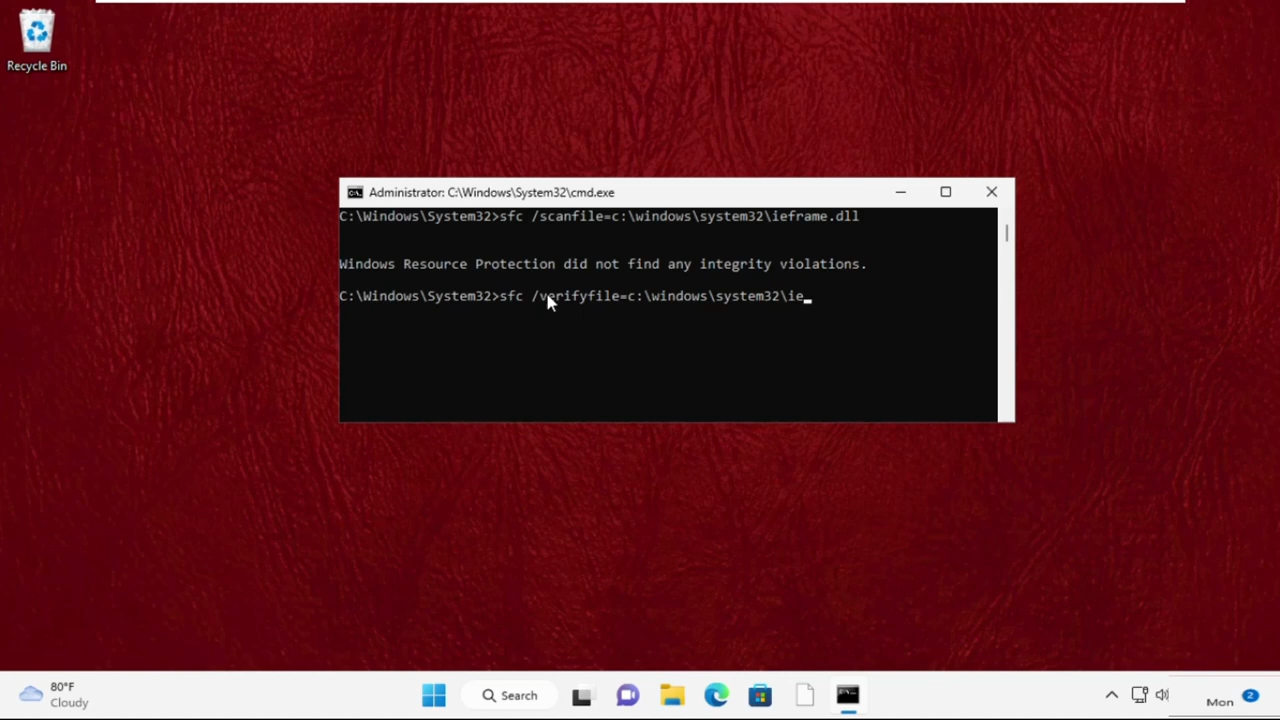 Recycle Bin
Administrator: C:\Windows\System32\cmd.exe
C:\Windows\System32>sfc /scanfile=c:\windows\system32\ieframe.dll
Windows Resource Protection did not find any integrity violations.
C:\Windows\System32>sfc /verifyfile=c:\windows\system32\ie_
80°F
Cloudy
Search
Mon
2